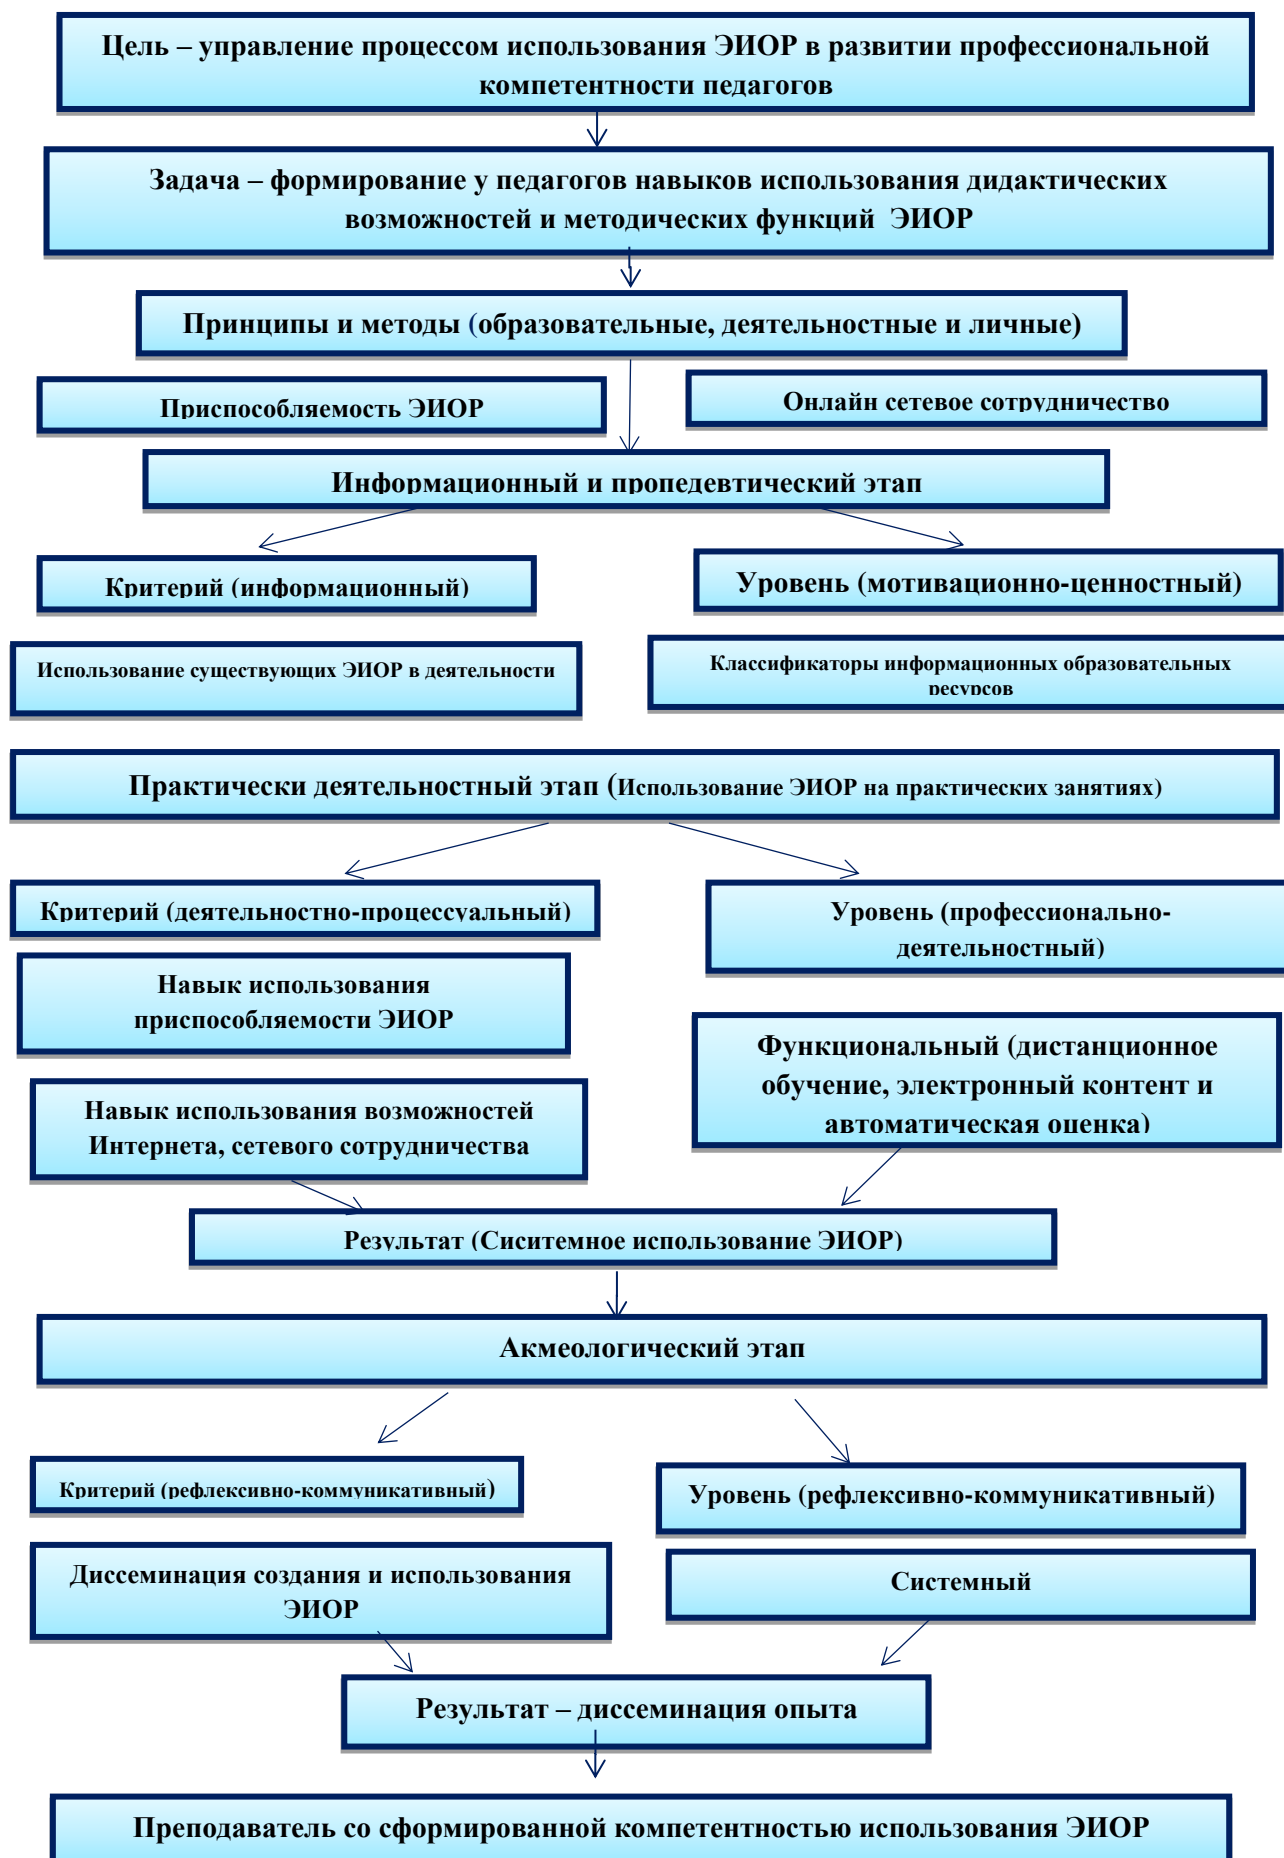 Цель – управление процессом использования ЭИОР в развитии профессиональной
компетентности педагогов
Задача – формирование у педагогов навыков использования дидактических
возможностей и методических функций ЭИОР
Принципы и методы (образовательные, деятельностные и личные)
Приспособляемость ЭИОР
Онлайн сетевое сотрудничество
Информационный и пропедевтический этап
Критерий (информационный)
Уровень (мотивационно-ценностный)
Использование существующих ЭИОР в деятельности
Классификаторы информационных образовательных
ресурсов
Практически деятельностный этап (Использование ЭИОР на практических занятиях)
Критерий (деятельностно-процессуальный)
Уровень (профессионально-
деятельностный)
Навык использования
приспособляемости ЭИОР
Функциональный (дистанционное
обучение, электронный контент и
автоматическая оценка)
Навык использования возможностей
Интернета, сетевого сотрудничества
Результат (Сиситемное использование ЭИОР)
Акмеологический этап
Критерий (рефлексивно-коммуникативный)
Уровень (рефлексивно-коммуникативный)
Диссеминация создания и использования
ЭИОР
Системный
Результат – диссеминация опыта
Преподаватель со сформированной компетентностью использования ЭИОР